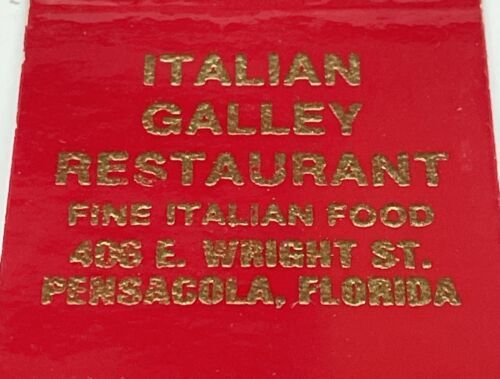 ITALIAN
GALLEY
RESTAURANT
FINE ITALIAN FOOD
406 E. WRIGHT ST.
PENSACOLA, FLORIDA